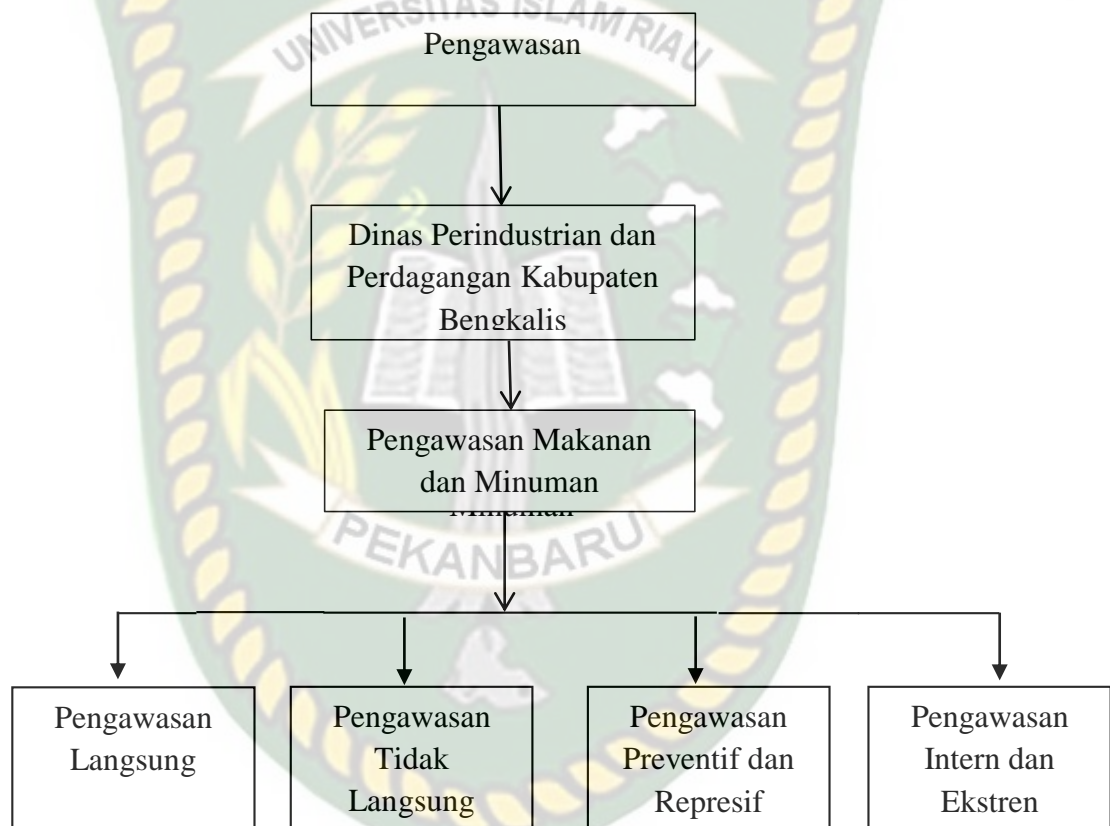 UNIVERSITAS ISLAM RIAU
Pengawasan
Dinas Perindustrian dan
Perdagangan Kabupaten
Bengkalis
Pengawasan Makanan
dan Minuman
Minuman
PEKANBARU
Pengawasan
Langsung
Pengawasan
Tidak
Langsung
Pengawasan
Preventif dan
Represif
Pengawasan
Intern dan
Ekstren